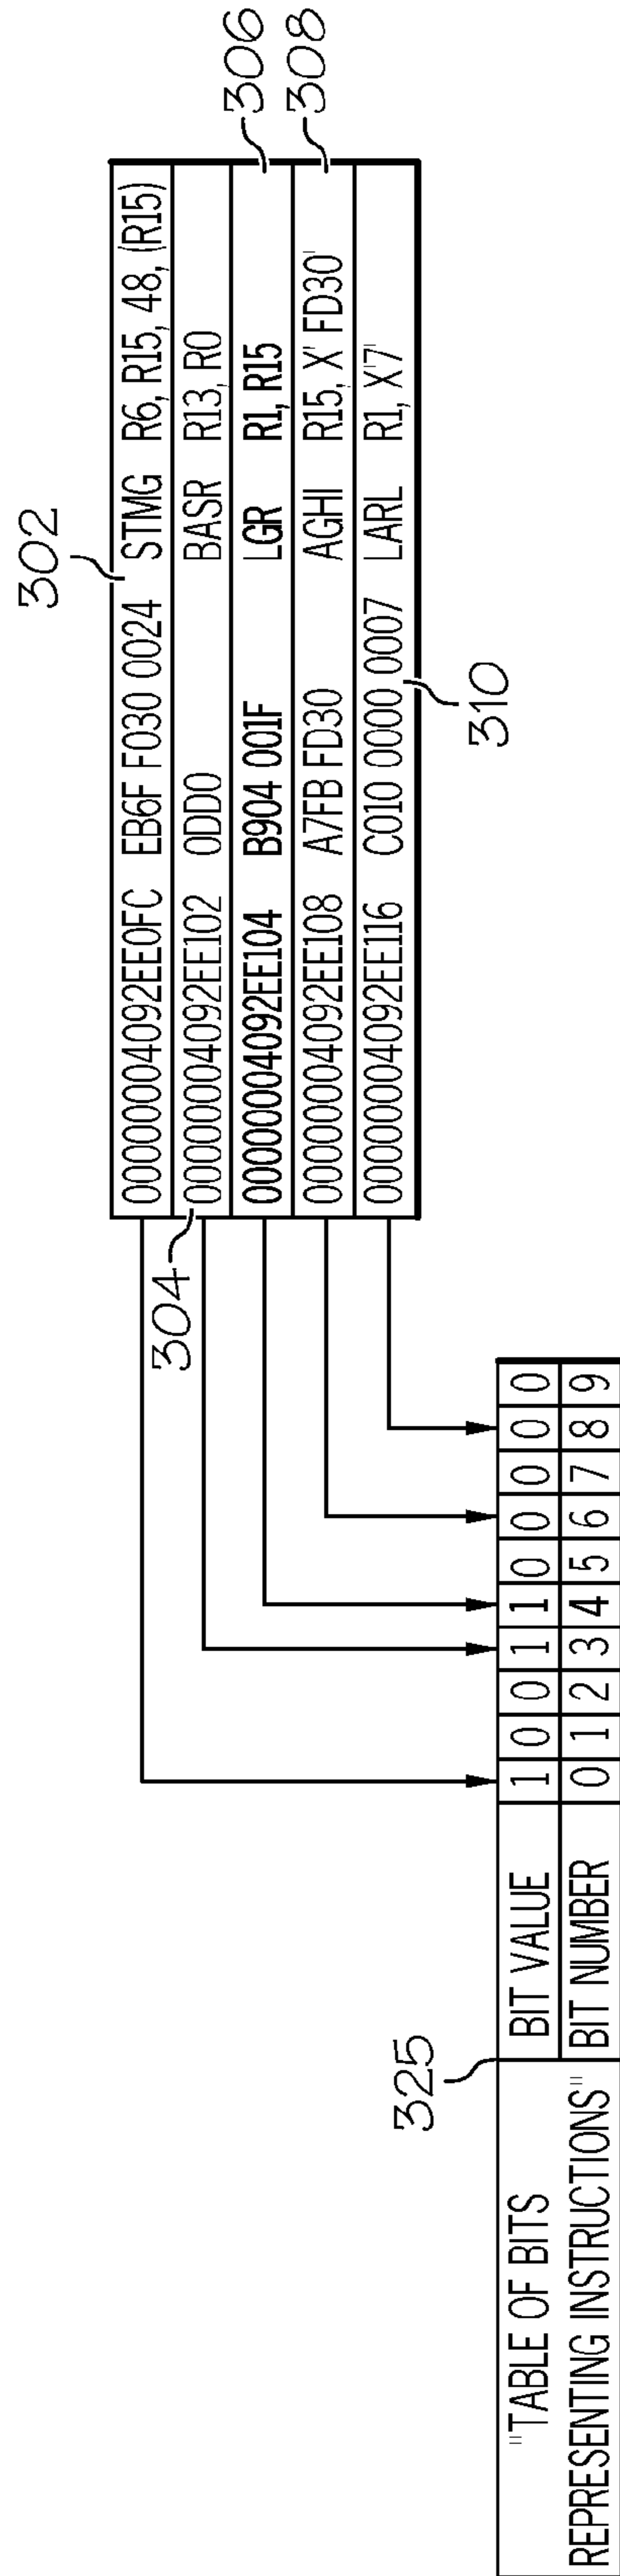 302
00000004092EE0FC EB6F F030 0024 STMG R6, R15, 48, (R15)
304
00000004092EE102 0DD0 BASR R13, R0
00000004092EE104 B904 001F LGR R1, R15
306
00000004092EE108 A7FB FD30 AGHI R15, X' FD30'
308
00000004092EE116 C010 0000 0007 LARL R1, X'7'
310
325
"TABLE OF BITS
REPRESENTING INSTRUCTIONS"
BIT VALUE 1 0 0 1 1 0 0 0 0 0
BIT NUMBER 0 1 2 3 4 5 6 7 8 9